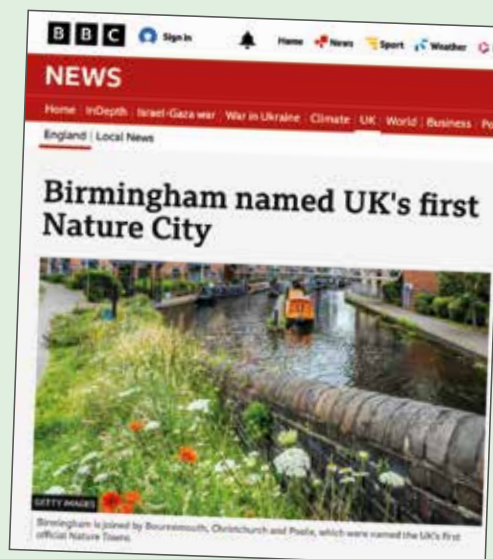 BBC Sign in Home News Sport Weather
NEWS
Home InDepth Israel-Gaza war War in Ukraine Climate UK World Business
England Local News
Birmingham named UK's first
Nature City
GETTY IMAGES
Birmingham is joined by Bournemouth, Christchurch and Poole, which were named the UK's first
official Nature Towns